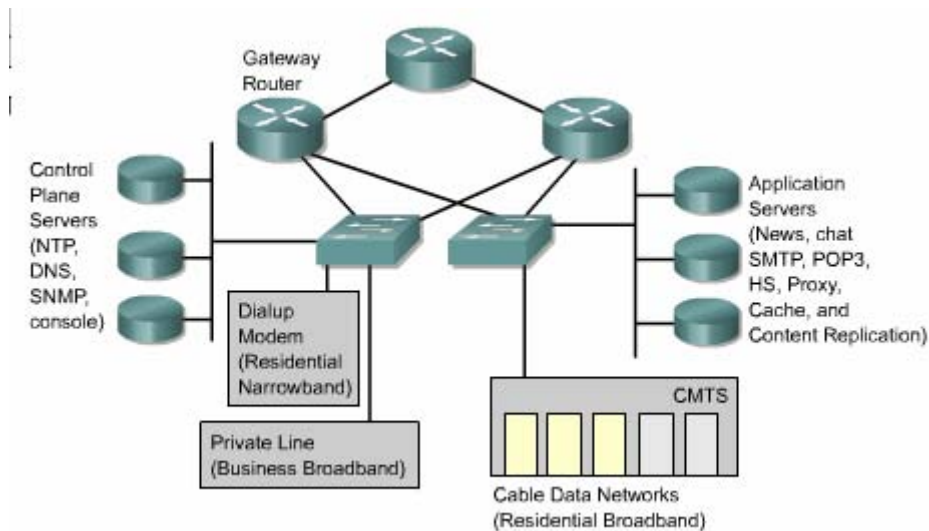 Gateway
Router
Control
Plane
Servers
(NTP,
DNS,
SNMP,
console)
Application
Servers
(News, chat
SMTP, POP3,
HS, Proxy,
Cache, and
Content Replication)
Dialup
Modem
(Residential
Narrowband)
Private Line
(Business Broadband)
CMTS
Cable Data Networks
(Residential Broadband)